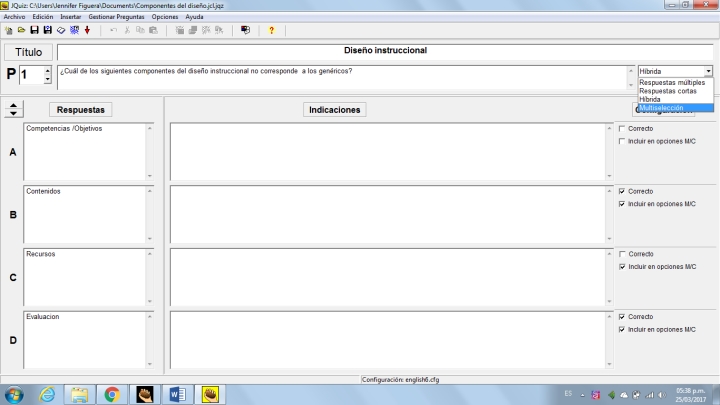 JQuiz: C:\Users\Jennifer Figuera\Documents\Componentes del diseño.jcl.jqz
Archivo Edición Insertar Gestionar Preguntas Opciones Ayuda
Título
Diseño instruccional
P 1
¿Cuál de los siguientes componentes del diseño instruccional no corresponde a los genéricos?
Híbrida
Respuestas múltiples
Respuestas cortas
Híbrida
Multiselección
Respuestas
Indicaciones
A
Competencias /Objetivos
Correcto
Incluir en opciones M/C
B
Contenidos
Correcto
Incluir en opciones M/C
C
Recursos
Correcto
Incluir en opciones M/C
D
Evaluacion
Correcto
Incluir en opciones M/C
Configuración: english6.cfg
ES
05:38 p.m.
25/03/2017